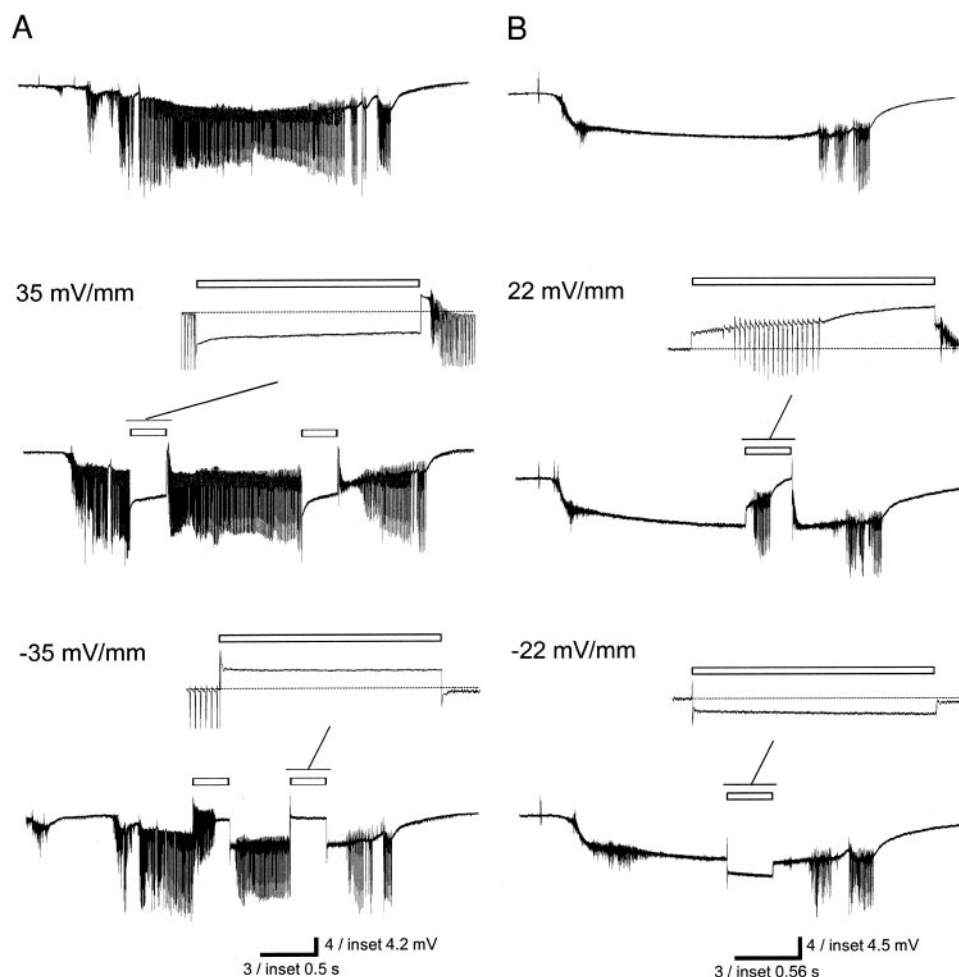 A
B
35 mV/mm
22 mV/mm
-35 mV/mm
-22 mV/mm
4 / inset 4.2 mV
3 / inset 0.5 s
4 / inset 4.5 mV
3 / inset 0.56 s